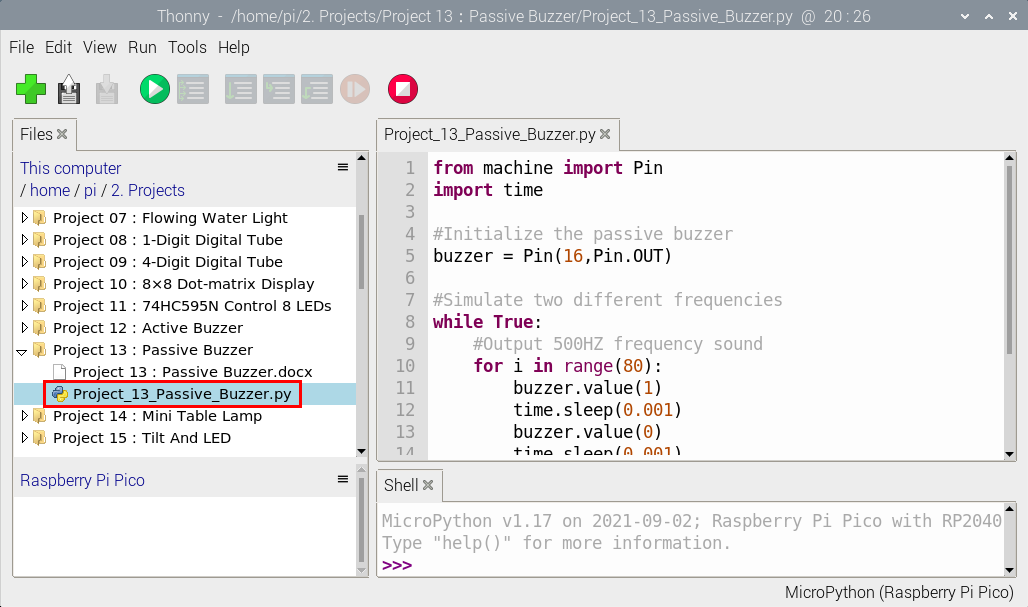 Thonny - /home/pi/2. Projects/Project 13 : Passive Buzzer/Project_13_Passive_Buzzer.py @ 20 : 26
File Edit View Run Tools Help
Files
This computer
/ home / pi / 2. Projects
Project 07 : Flowing Water Light
Project 08 : 1-Digit Digital Tube
Project 09 : 4-Digit Digital Tube
Project 10 : 8×8 Dot-matrix Display
Project 11 : 74HC595N Control 8 LEDs
Project 12 : Active Buzzer
Project 13 : Passive Buzzer
Project 13 : Passive Buzzer.docx
Project_13_Passive_Buzzer.py
Project 14 : Mini Table Lamp
Project 15 : Tilt And LED
Raspberry Pi Pico
Project_13_Passive_Buzzer.py
1 from machine import Pin
2 import time
3
4 #Initialize the passive buzzer
5 buzzer = Pin(16,Pin.OUT)
6
7 #Simulate two different frequencies
8 while True:
9 #Output 500HZ frequency sound
10 for i in range(80):
11 buzzer.value(1)
12 time.sleep(0.001)
13 buzzer.value(0)
14 time.sleep(0.001)
Shell
MicroPython v1.17 on 2021-09-02; Raspberry Pi Pico with RP2040
Type "help()" for more information.
>>>
MicroPython (Raspberry Pi Pico)